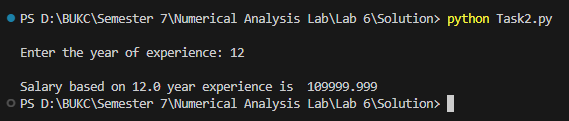 PS D:\BUKC\Semester 7\Numerical Analysis Lab\Lab 6\Solution> python Task2.py
Enter the year of experience: 12
Salary based on 12.0 year experience is  109999.999
PS D:\BUKC\Semester 7\Numerical Analysis Lab\Lab 6\Solution>